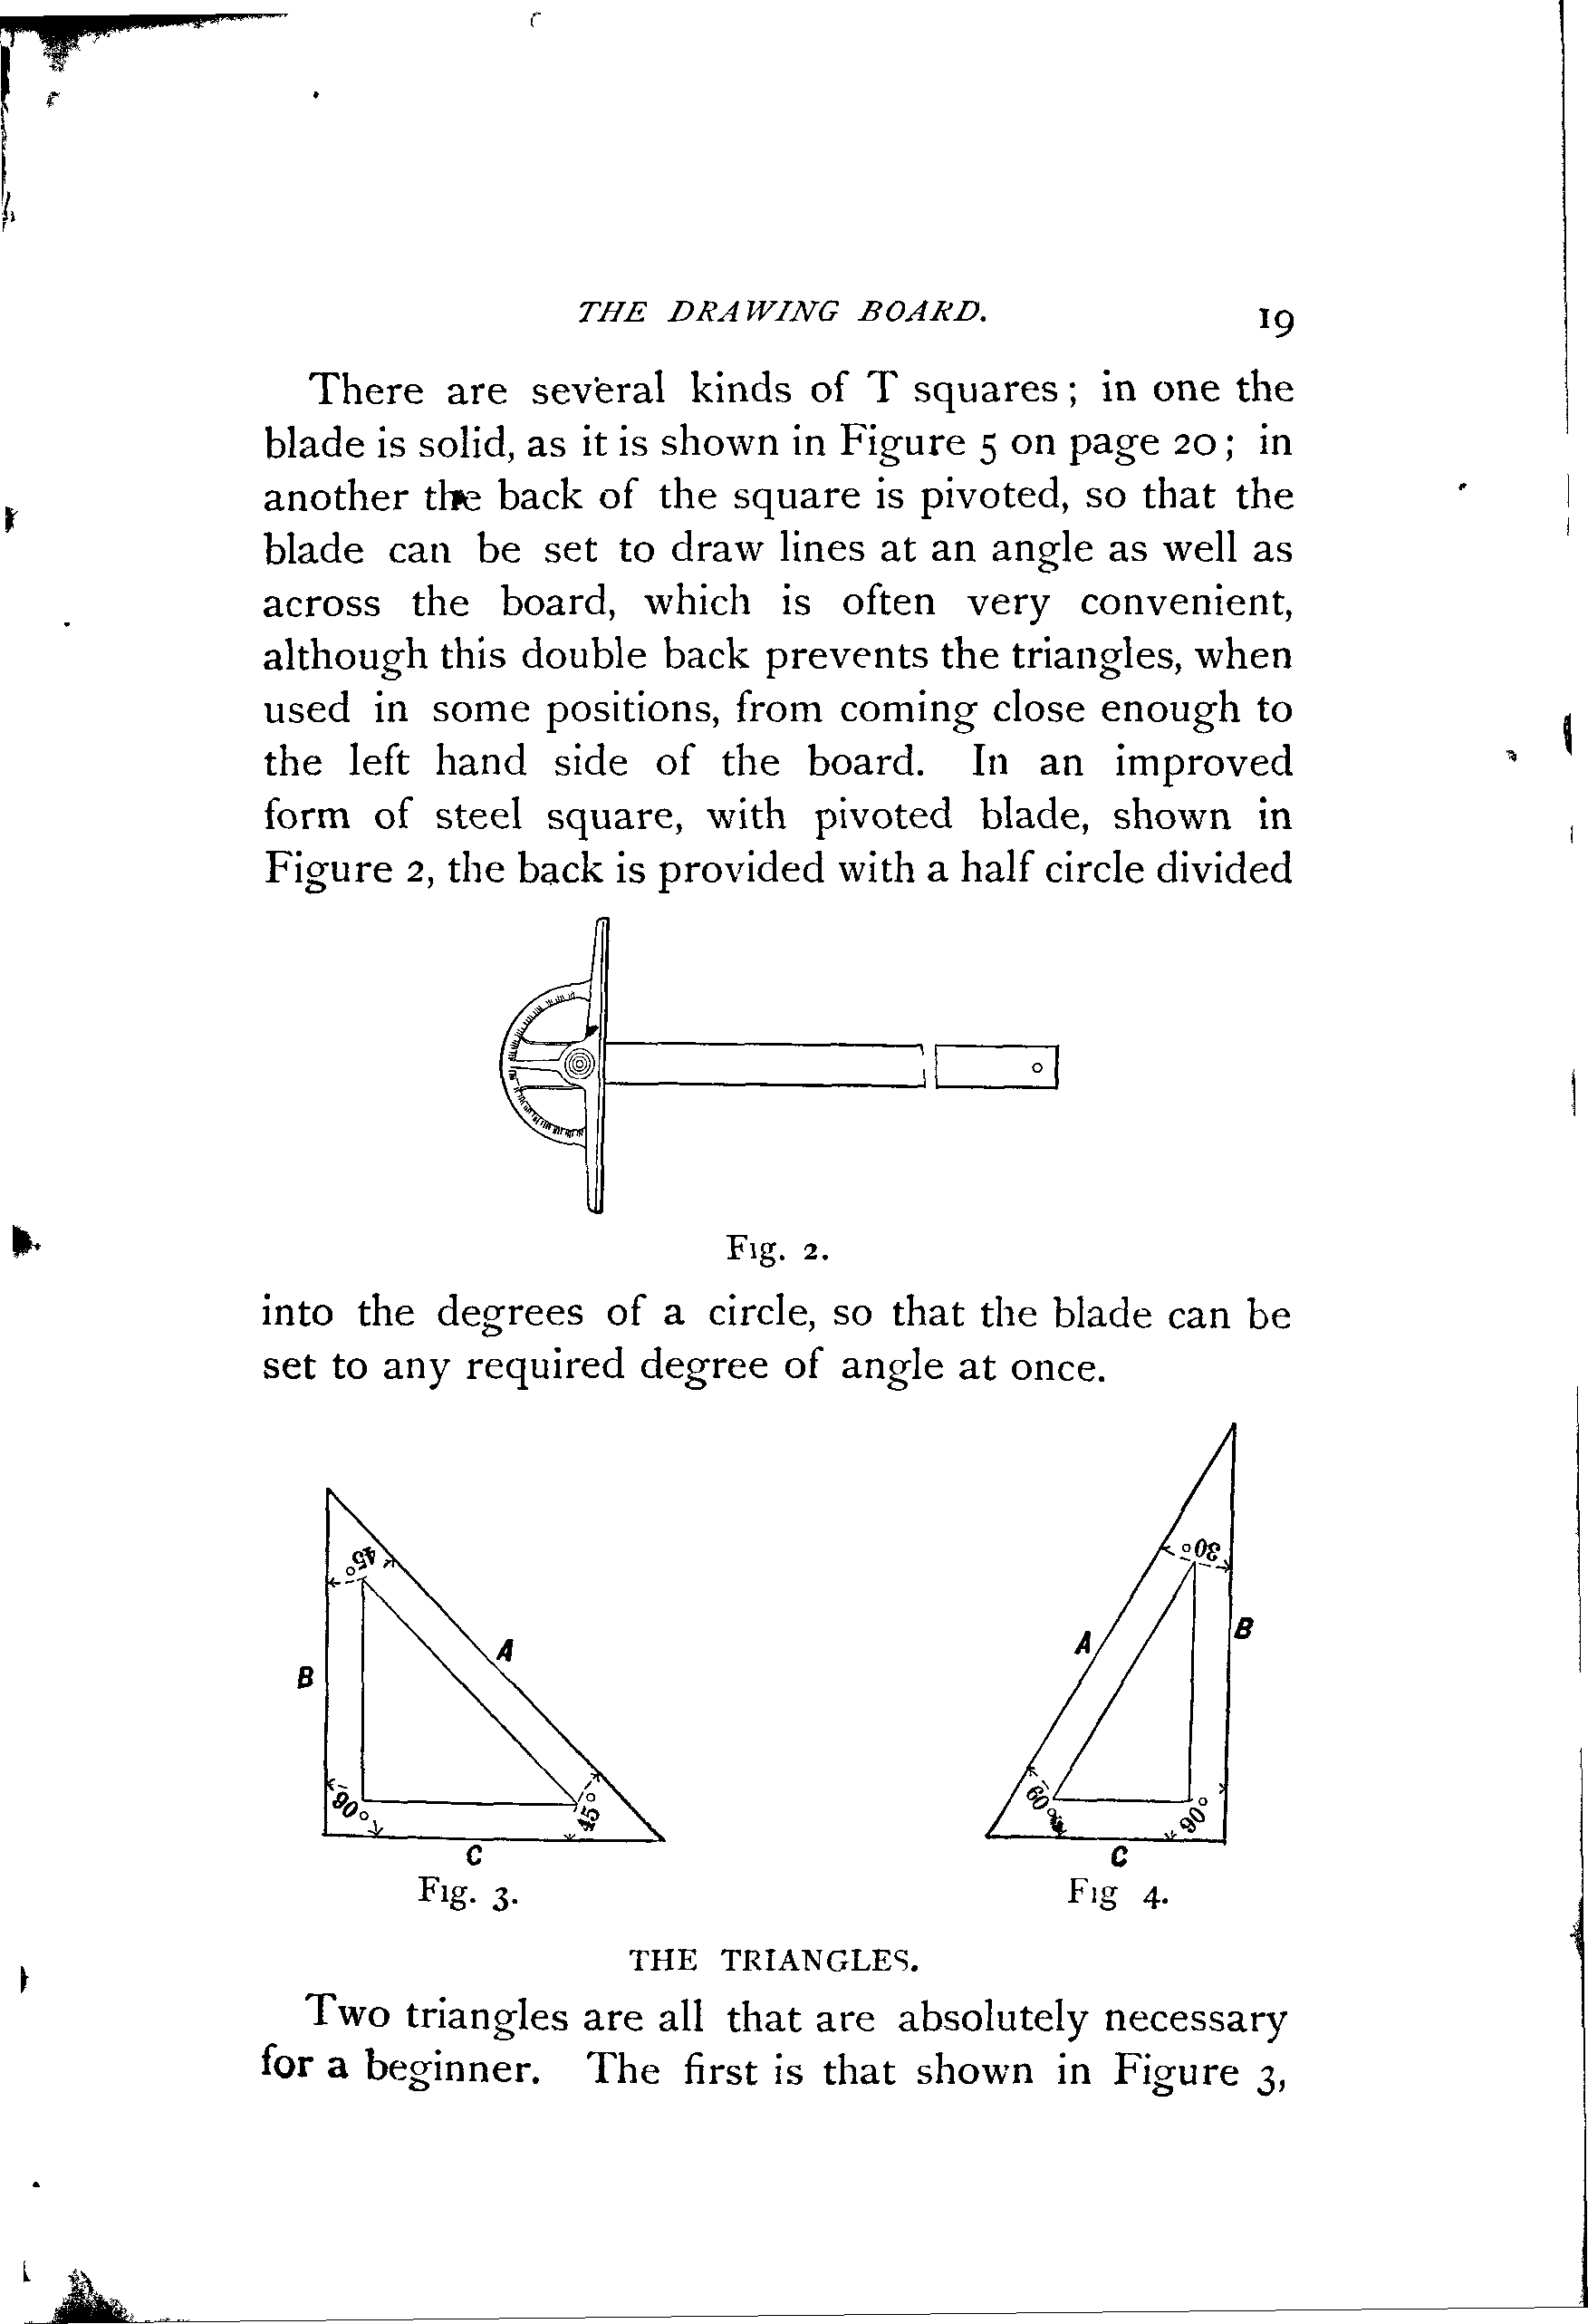 THE DRAWING BOARD. 19
There are several kinds of T squares; in one the
blade is solid, as it is shown in Figure 5 on page 20; in
another the back of the square is pivoted, so that the
blade can be set to draw lines at an angle as well as
across the board, which is often very convenient,
although this double back prevents the triangles, when
used in some positions, from coming close enough to
the left hand side of the board. In an improved
form of steel square, with pivoted blade, shown in
Figure 2, the back is provided with a half circle divided
Fig. 2.
into the degrees of a circle, so that the blade can be
set to any required degree of angle at once.
45°
A
B
90°
45°
C
Fig. 3.
30°
B
A
60°
90°
C
Fig 4.
THE TRIANGLES.
Two triangles are all that are absolutely necessary
for a beginner. The first is that shown in Figure 3,